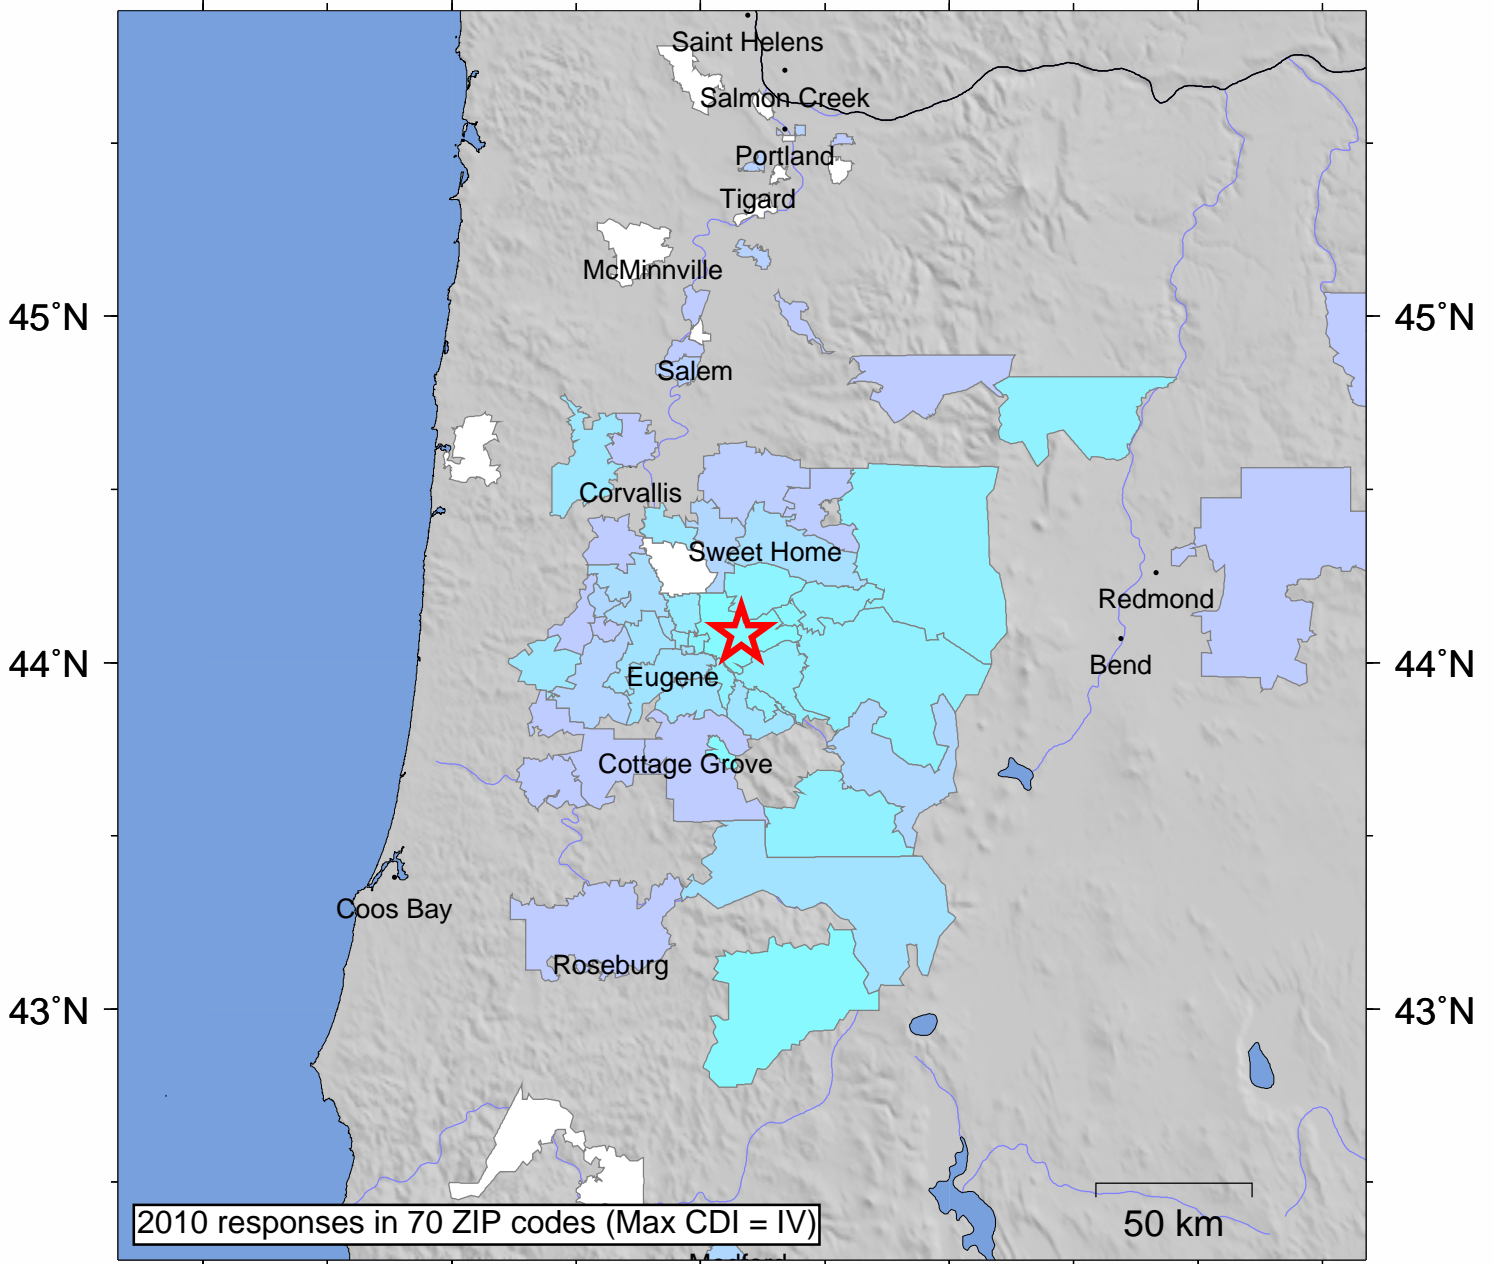 Saint Helens
Salmon Creek
Portland
Tigard
McMinnville
45°N
45°N
Salem
Corvallis
Sweet Home
Redmond
44°N
44°N
Bend
Eugene
Cottage Grove
Coos Bay
Roseburg
43°N
43°N
2010 responses in 70 ZIP codes (Max CDI = IV)
50 km
Medford